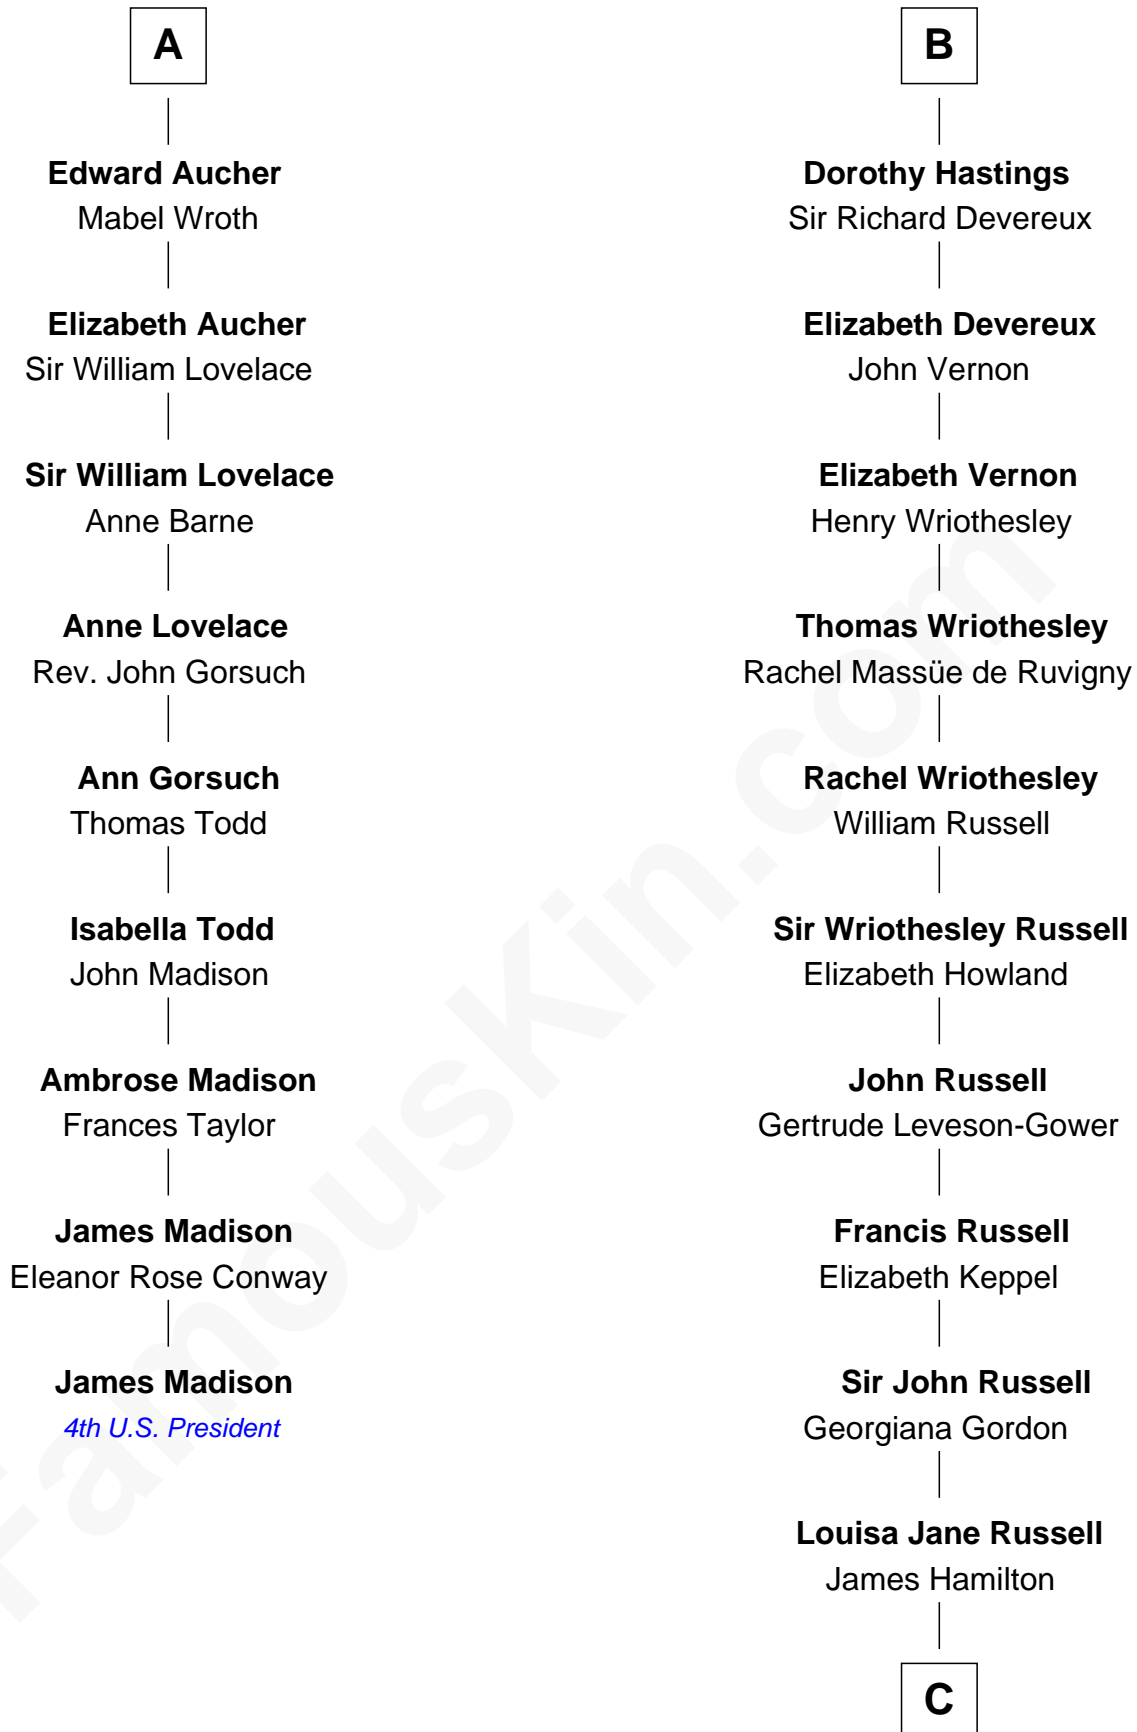 A
Edward Aucher
Mabel Wroth
Elizabeth Aucher
Sir William Lovelace
Sir William Lovelace
Anne Barne
Anne Lovelace
Rev. John Gorsuch
Ann Gorsuch
Thomas Todd
Isabella Todd
John Madison
Ambrose Madison
Frances Taylor
James Madison
Eleanor Rose Conway
James Madison
4th U.S. President
B
Dorothy Hastings
Sir Richard Devereux
Elizabeth Devereux
John Vernon
Elizabeth Vernon
Henry Wriothesley
Thomas Wriothesley
Rachel Massüe de Ruvigny
Rachel Wriothesley
William Russell
Sir Wriothesley Russell
Elizabeth Howland
John Russell
Gertrude Leveson-Gower
Francis Russell
Elizabeth Keppel
Sir John Russell
Georgiana Gordon
Louisa Jane Russell
James Hamilton
C
FamousKin.com